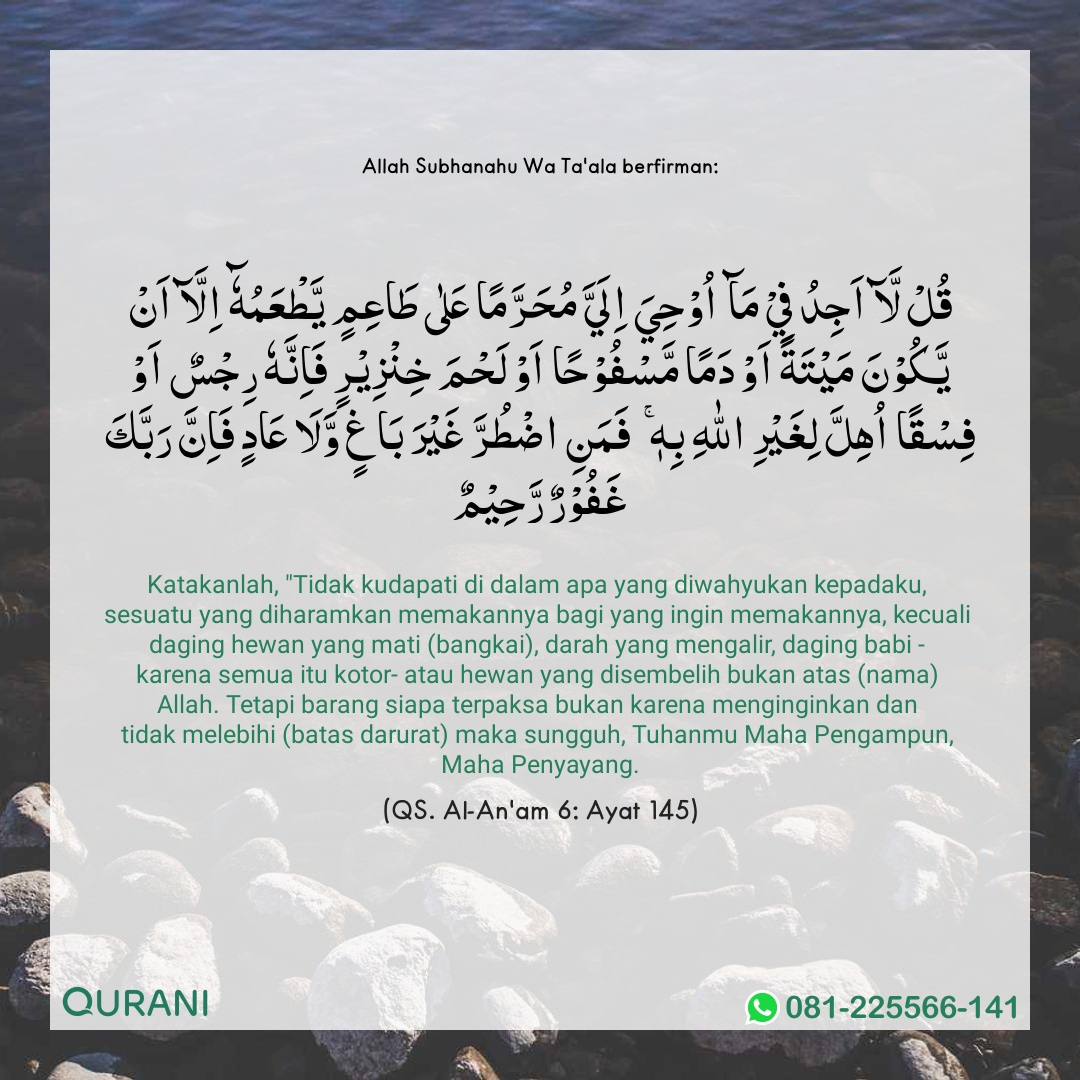 Allah Subhanahu Wa Ta'ala berfirman:
قُلْ لَّاۤ اَجِدُ فِيْ مَاۤ اُوْحِيَ اِلَيَّ مُحَرَّمًا عَلٰى طَاعِمٍ يَّطْعَمُهٗۤ اِلَّاۤ اَنْ
يَّكُوْنَ مَيْتَةً اَوْ دَمًا مَّسْفُوْحًا اَوْ لَحْمَ خِنْزِيْرٍ فَاِنَّهٗ رِجْسٌ اَوْ
فِسْقًا اُهِلَّ لِغَيْرِ اللّٰهِ بِهٖ ۚ فَمَنِ اضْطُرَّ غَيْرَ بَاغٍ وَّلَا عَادٍ فَاِنَّ رَبَّكَ
غَفُوْرٌ رَّحِيْمٌ
Katakanlah, "Tidak kudapati di dalam apa yang diwahyukan kepadaku,
sesuatu yang diharamkan memakannya bagi yang ingin memakannya, kecuali
daging hewan yang mati (bangkai), darah yang mengalir, daging babi -
karena semua itu kotor- atau hewan yang disembelih bukan atas (nama)
Allah. Tetapi barang siapa terpaksa bukan karena menginginkan dan
tidak melebihi (batas darurat) maka sungguh, Tuhanmu Maha Pengampun,
Maha Penyayang.
(QS. Al-An'am 6: Ayat 145)
QURANI
081-225566-141